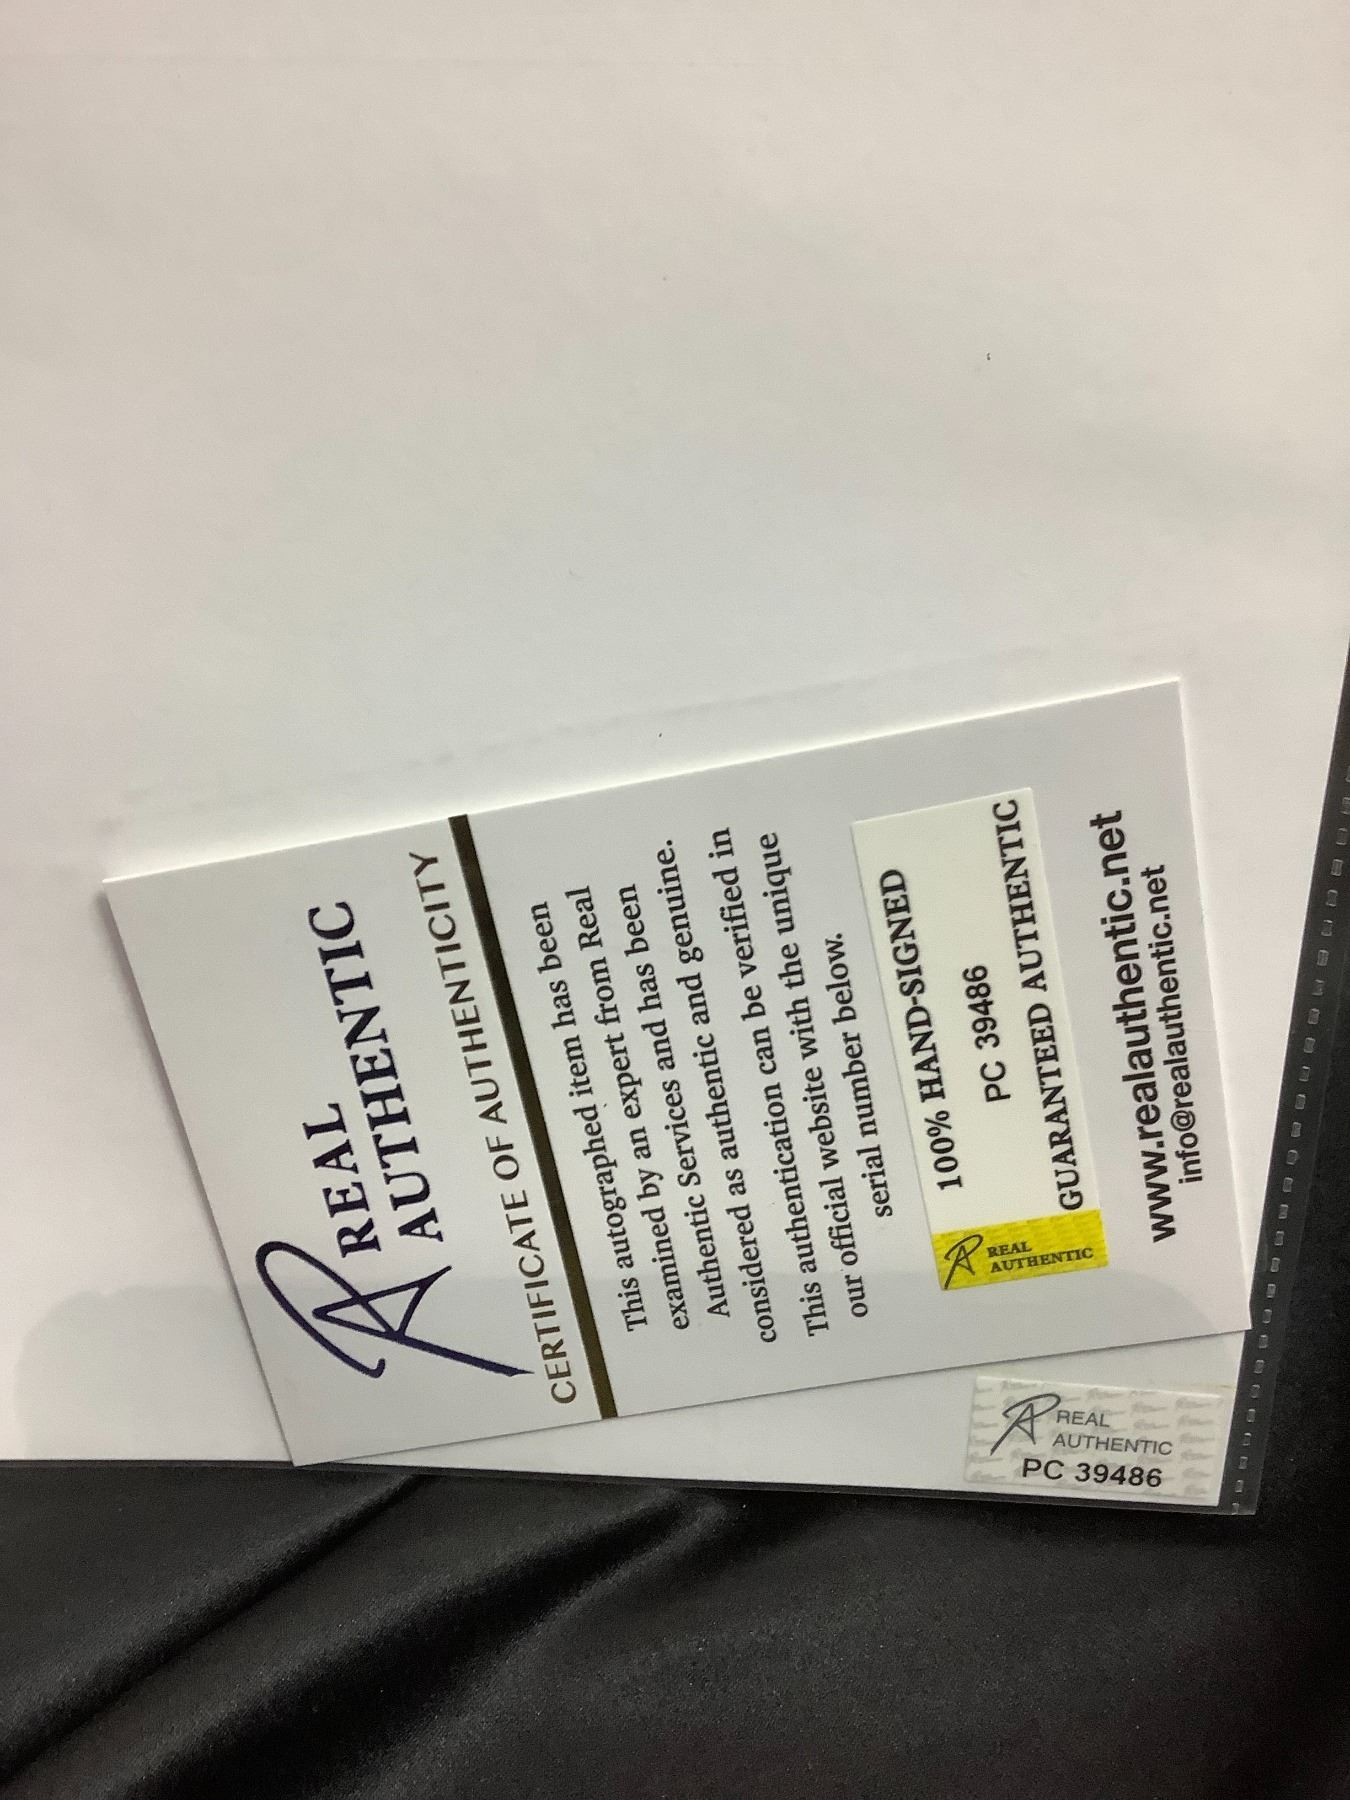 REAL
AUTHENTIC
CERTIFICATE OF AUTHENTICITY
This autographed item has been
examined by an expert from Real
Authentic Services and has been
considered as authentic and genuine.
This authentication can be verified in
our official website with the unique
serial number below.
100% HAND-SIGNED
PC 39486
GUARANTEED AUTHENTIC
REAL
AUTHENTIC
www.realauthentic.net
info@realauthentic.net
REAL
AUTHENTIC
PC 39486